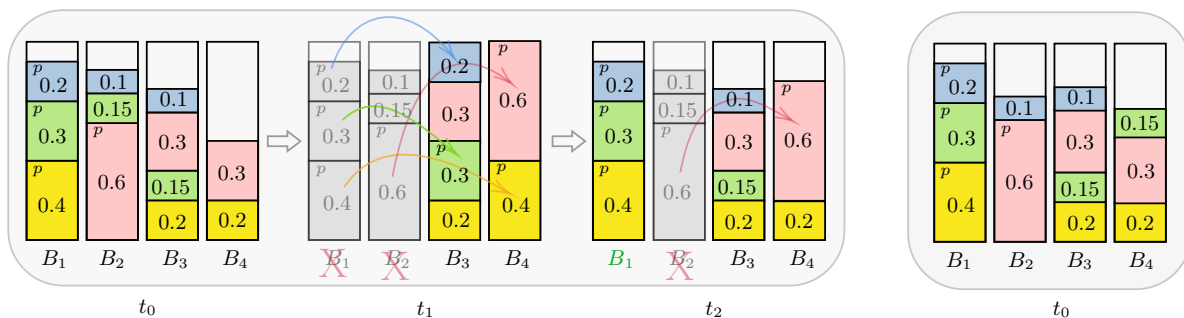 p 0.2 0.1 0.1
p 0.3 0.15 0.3 0.3
p 0.4 p 0.6 0.15 0.2 0.2
B1 B2 B3 B4
t0
p 0.2 0.1 0.2 p 0.6
p 0.3 0.15 0.3
p 0.4 p 0.6 p 0.3 0.2 p 0.4
X B1 X B2 B3 B4
t1
p 0.2 0.1 0.1 p
p 0.3 0.15 0.3 0.6
p 0.4 p 0.6 0.15 0.2 0.2
B1 X B2 B3 B4
t2
p 0.2 0.1 0.1 0.15
p 0.3 p 0.3 0.3
p 0.4 0.6 0.15 0.2 0.2
B1 B2 B3 B4
t0